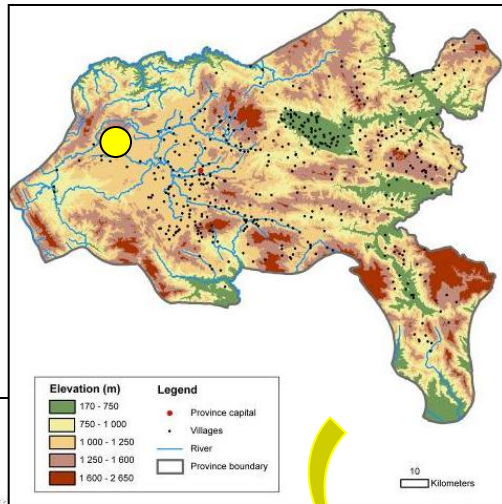 Elevation (m)
170 - 750
750 - 1 000
1 000 - 1 250
1 250 - 1 600
1 600 - 2 650
Legend
Province capital
Villages
River
Province boundary
10
Kilometers